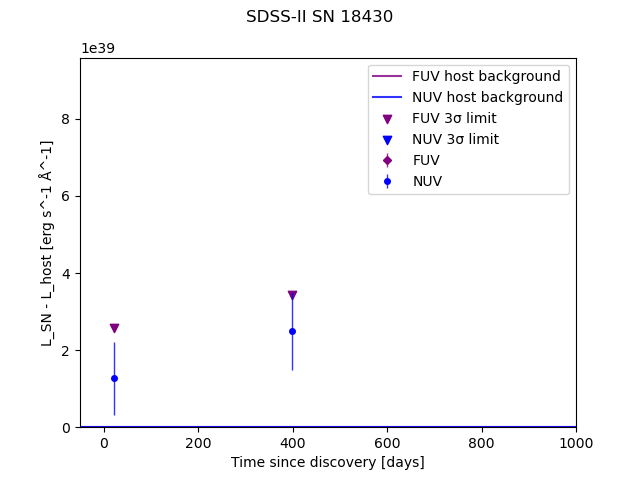 SDSS-II SN 18430
1e39
FUV host background
NUV host background
FUV 3σ limit
NUV 3σ limit
FUV
NUV
L_SN - L_host [erg s^-1 Å^-1]
8
6
4
2
0
0 200 400 600 800 1000
Time since discovery [days]